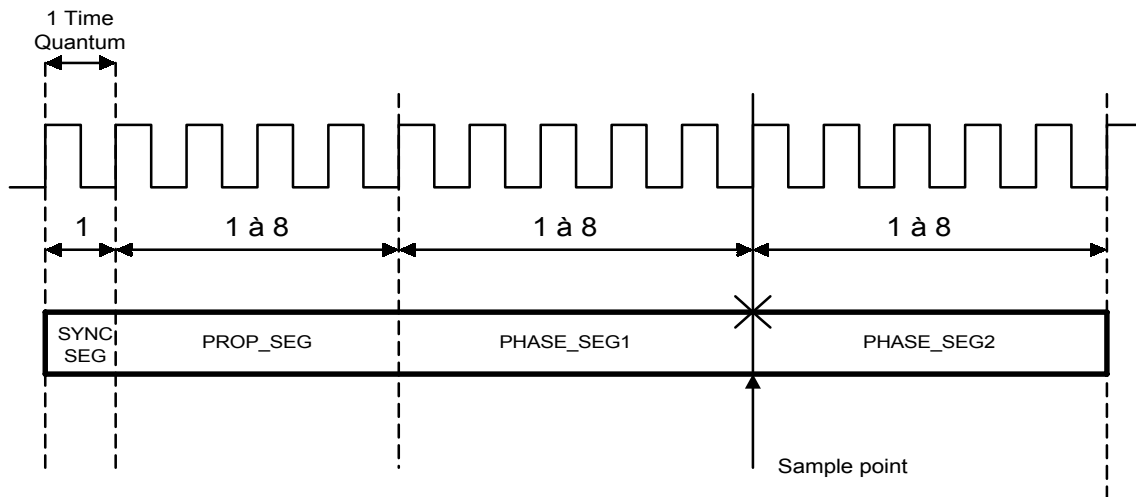 1 Time
Quantum
1
1 à 8
1 à 8
1 à 8
SYNC
SEG
PROP_SEG
PHASE_SEG1
PHASE_SEG2
Sample point